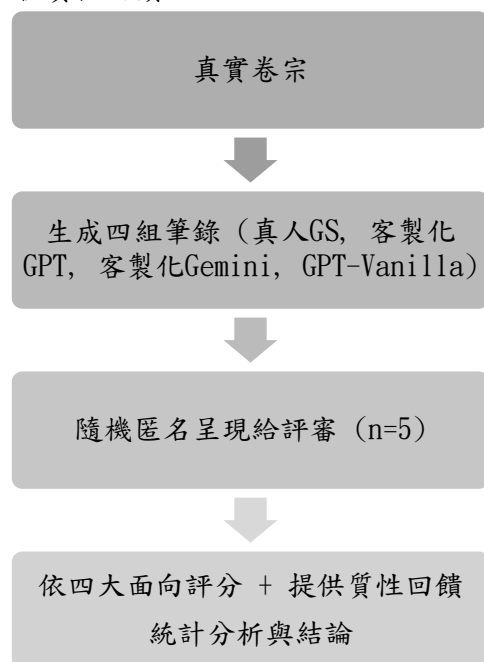 真實卷宗
生成四組筆錄（真人GS, 客製化
GPT, 客製化Gemini, GPT-Vanilla）
隨機匿名呈現給評審 (n=5)
依四大面向評分 + 提供質性回饋
統計分析與結論